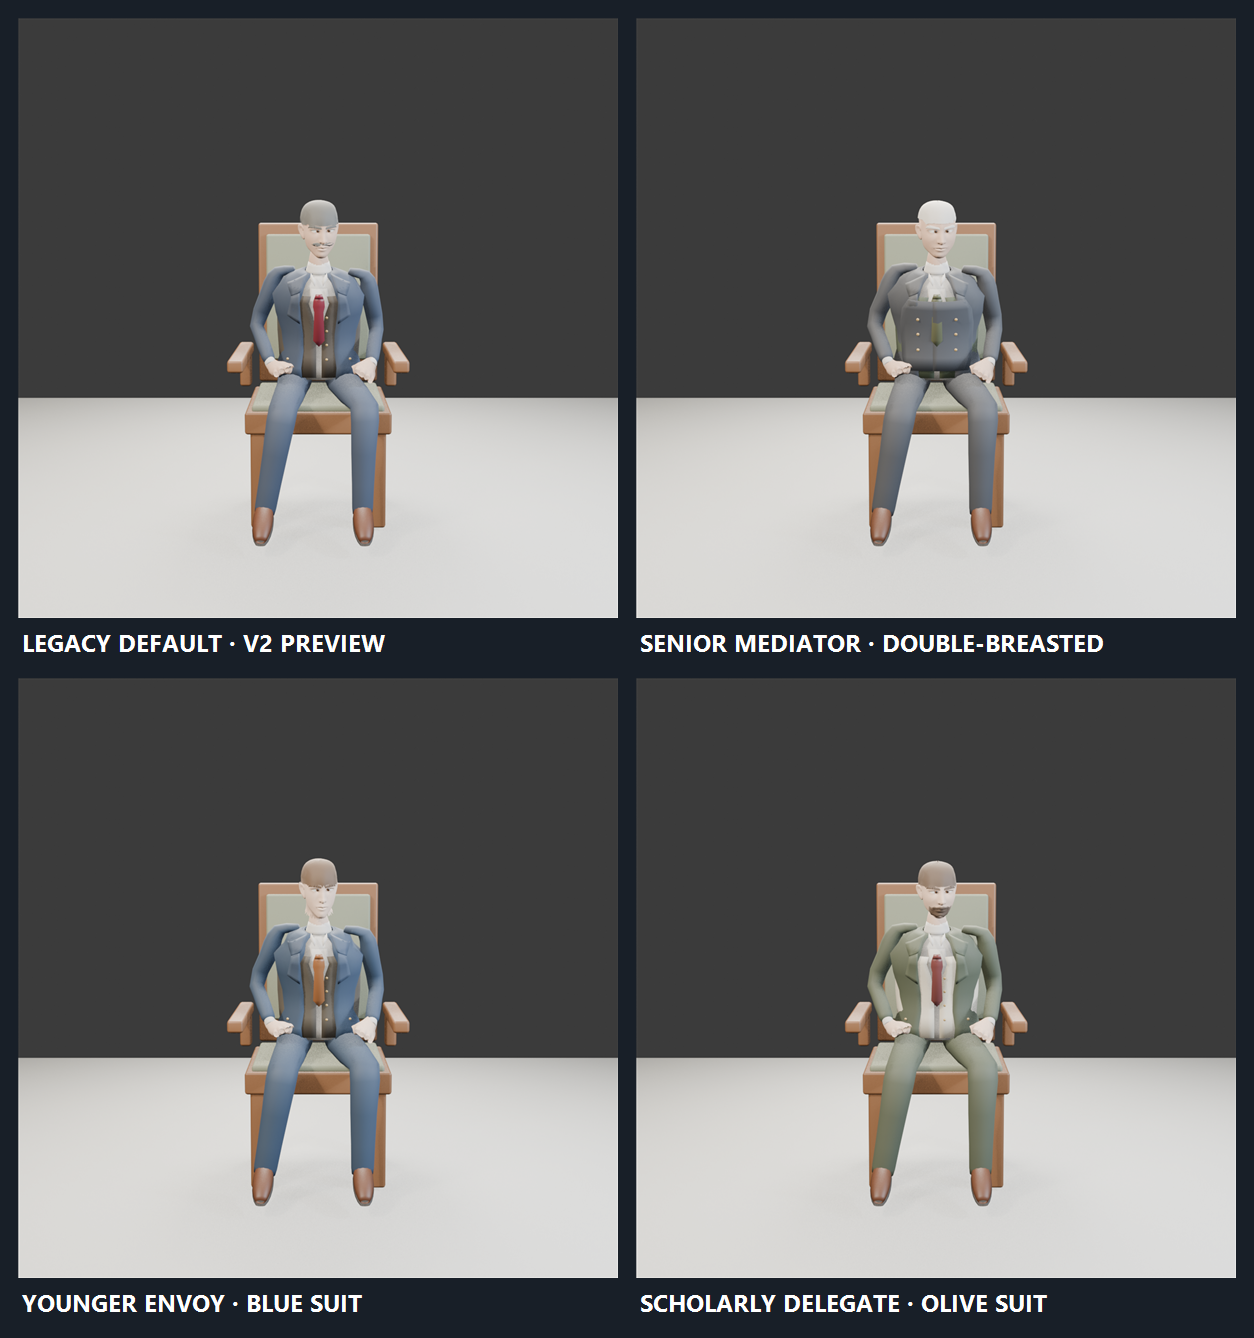 LEGACY DEFAULT · V2 PREVIEW
SENIOR MEDIATOR · DOUBLE-BREASTED
YOUNGER ENVOY · BLUE SUIT
SCHOLARLY DELEGATE · OLIVE SUIT